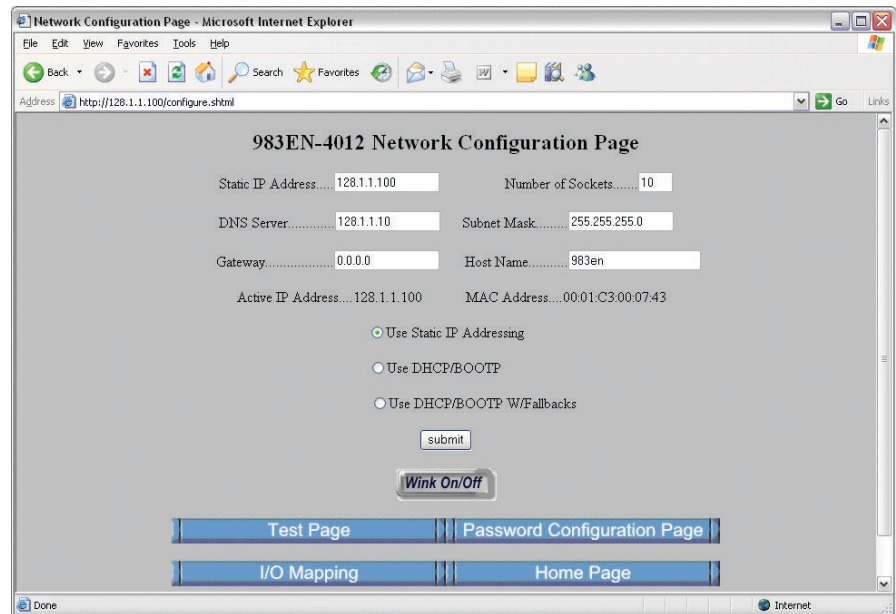 Network Configuration Page - Microsoft Internet Explorer
File Edit View Favorites Tools Help
Back Search Favorites
Address http://128.1.1.100/configure.shtml Go Links
983EN-4012 Network Configuration Page
Static IP Address..... 128.1.1.100 Number of Sockets....... 10
DNS Server............. 128.1.1.10 Subnet Mask......... 255.255.255.0
Gateway................... 0.0.0.0 Host Name........... 983en
Active IP Address....128.1.1.100 MAC Address....00:01:C3:00:07:43
Use Static IP Addressing
Use DHCP/BOOTP
Use DHCP/BOOTP W/Fallbacks
submit
Wink On/Off
Test Page Password Configuration Page
I/O Mapping Home Page
Done Internet